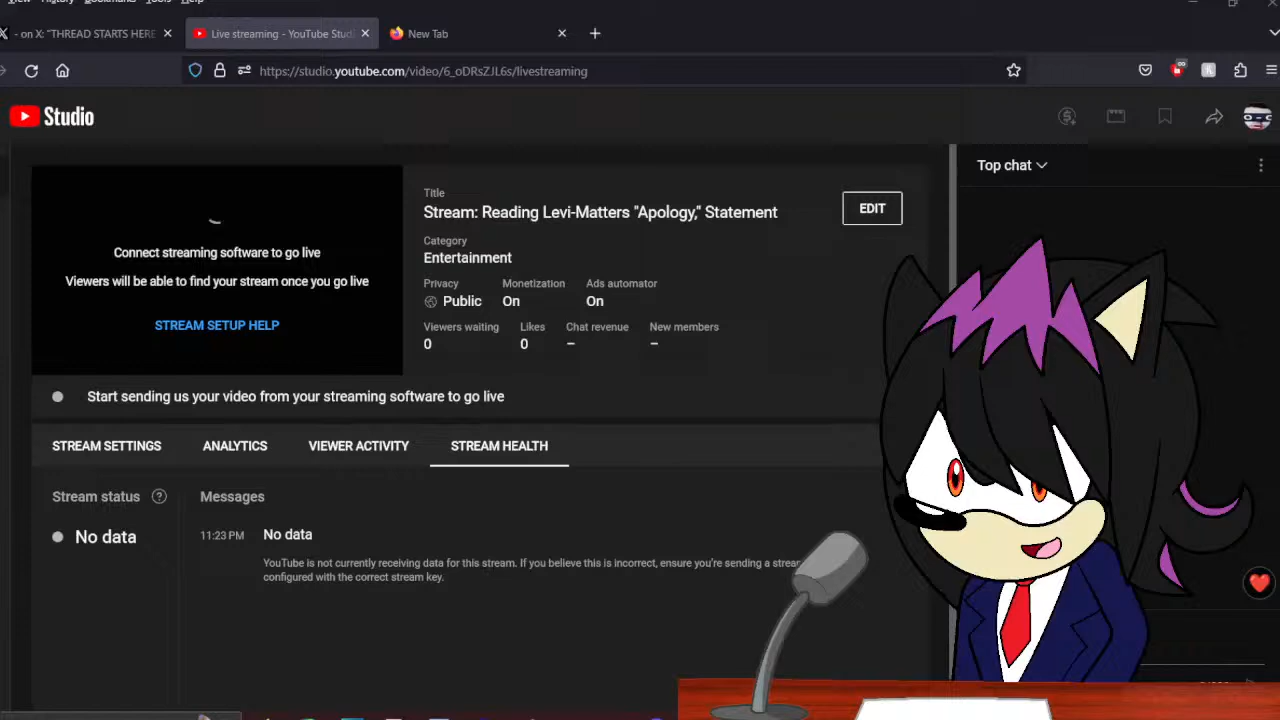 View History Bookmarks Tools Help
- on X: "THREAD STARTS HERE
Live streaming - YouTube Studi
New Tab
https://studio.youtube.com/video/6_oDRsZJL6s/livestreaming
Studio
Top chat
Connect streaming software to go live
Viewers will be able to find your stream once you go live
STREAM SETUP HELP
Title
Stream: Reading Levi-Matters "Apology," Statement
EDIT
Category
Entertainment
Privacy Monetization Ads automator
Public On On
Viewers waiting Likes Chat revenue New members
0 0 – –
Start sending us your video from your streaming software to go live
STREAM SETTINGS ANALYTICS VIEWER ACTIVITY STREAM HEALTH
Stream status ? Messages
No data
11:23 PM No data
YouTube is not currently receiving data for this stream. If you believe this is incorrect, ensure you're sending a strea
configured with the correct stream key.